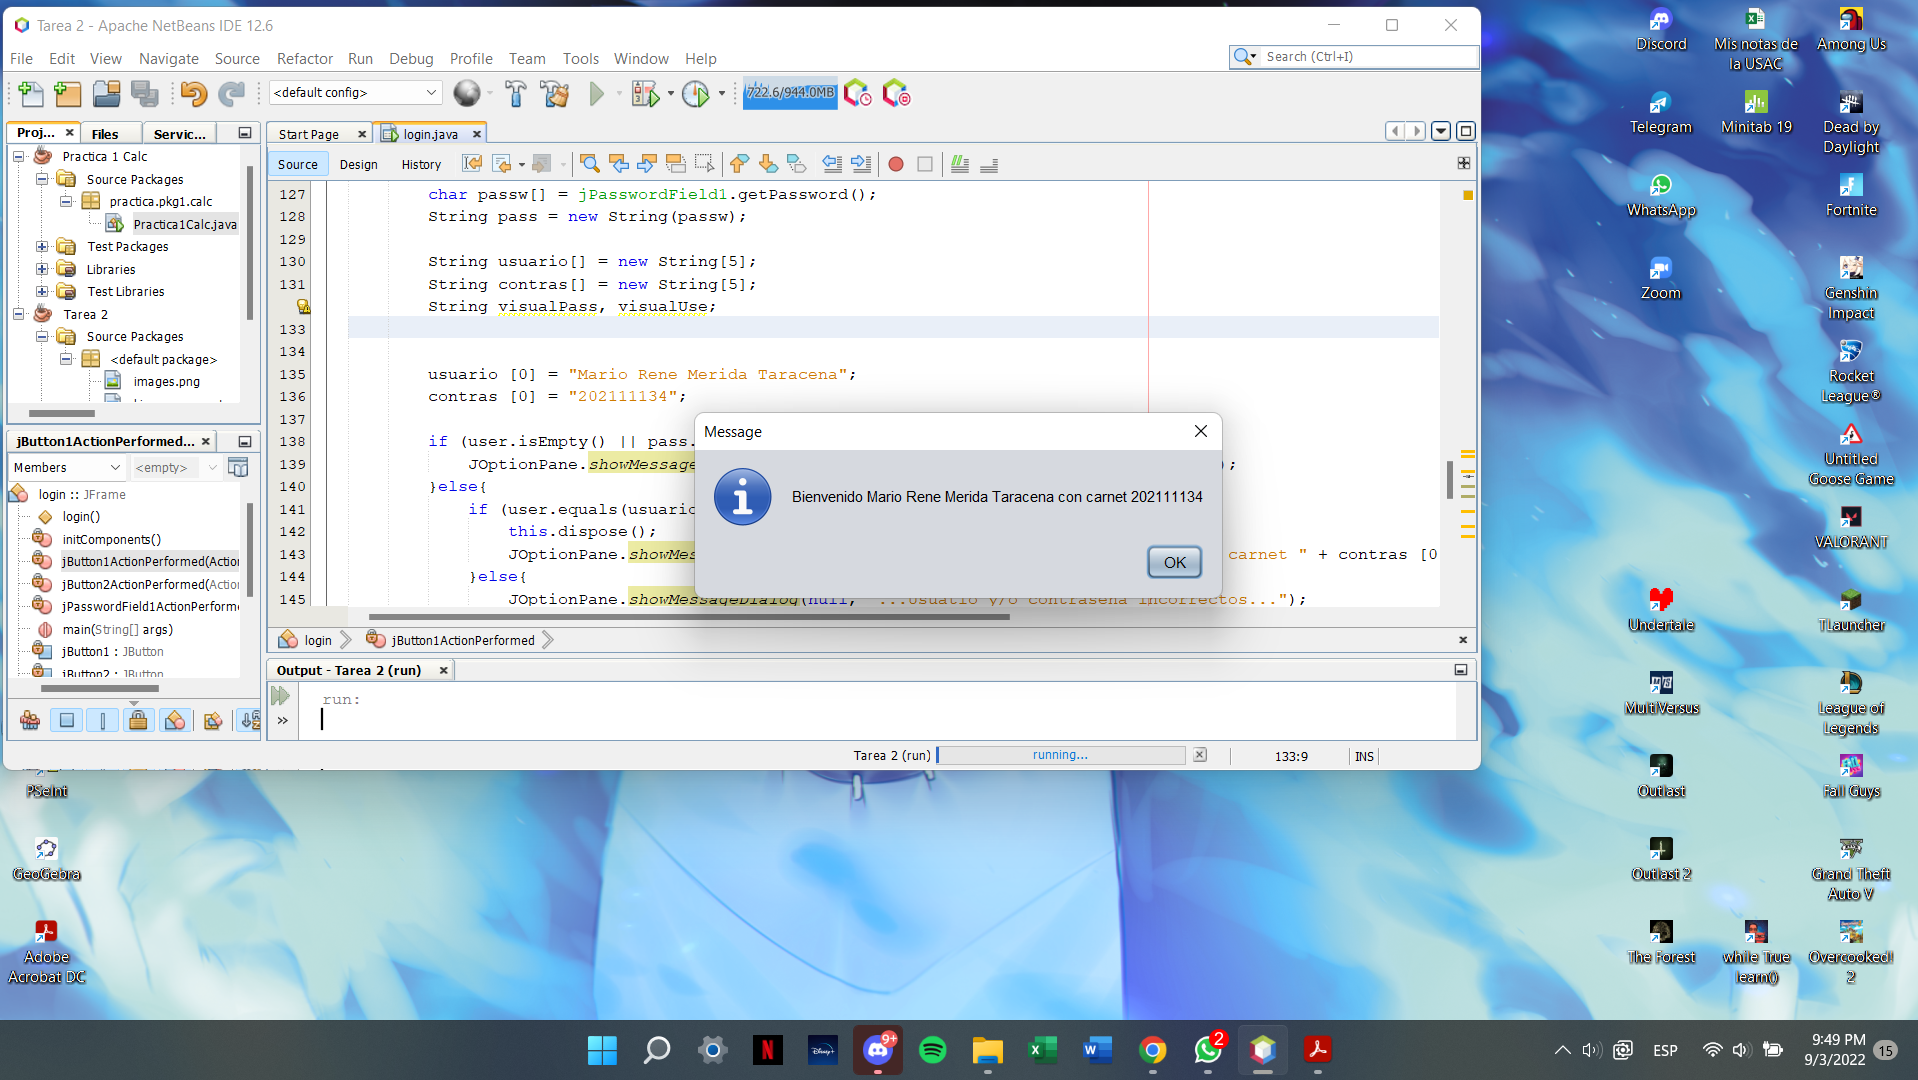 Tarea 2 - Apache NetBeans IDE 12.6
File Edit View Navigate Source Refactor Run Debug Profile Team Tools Window Help
Search (Ctrl+I)
<default config>
722.6/944.0MB
Proj... Files Servic...
Practica 1 Calc
Source Packages
practica.pkg1.calc
Practica1Calc.java
Test Packages
Libraries
Test Libraries
Tarea 2
Source Packages
<default package>
images.png
jButton1ActionPerformed...
Members <empty>
login :: JFrame
login()
initComponents()
jButton1ActionPerformed(Actio
jButton2ActionPerformed(Actio
jPasswordField1ActionPerforme
main(String[] args)
jButton1 : JButton
jButton2 : JButton
Start Page login.java
Source Design History
127 char passw[] = jPasswordField1.getPassword();
128 String pass = new String(passw);
129
130 String usuario[] = new String[5];
131 String contras[] = new String[5];
String visualPass, visualUse;
133
134
135 usuario [0] = "Mario Rene Merida Taracena";
136 contras [0] = "202111134";
137
138 if (user.isEmpty() || pass.
139 JOptionPane.showMessage );
140 }else{
141 if (user.equals(usuario
142 this.dispose();
143 JOptionPane.showMes carnet " + contras [0
144 }else{
145 JOptionPane.showMessageDialog(null, "...Usuatio y/o contraseña incorrectos...");
Message
Bienvenido Mario Rene Merida Taracena con carnet 202111134
OK
login jButton1ActionPerformed
Output - Tarea 2 (run)
run:
Tarea 2 (run) running... 133:9 INS
PSeInt
GeoGebra
Adobe
Acrobat DC
Discord
Mis notas de
la USAC
Among Us
Telegram
Minitab 19
Dead by
Daylight
WhatsApp
Fortnite
Zoom
Genshin
Impact
Rocket
League®
Untitled
Goose Game
VALORANT
Undertale
TLauncher
MultiVersus
League of
Legends
Outlast
Fall Guys
Outlast 2
Grand Theft
Auto V
The Forest
while True
learn()
Overcooked!
2
9+
2
ESP
9:49 PM
9/3/2022
15